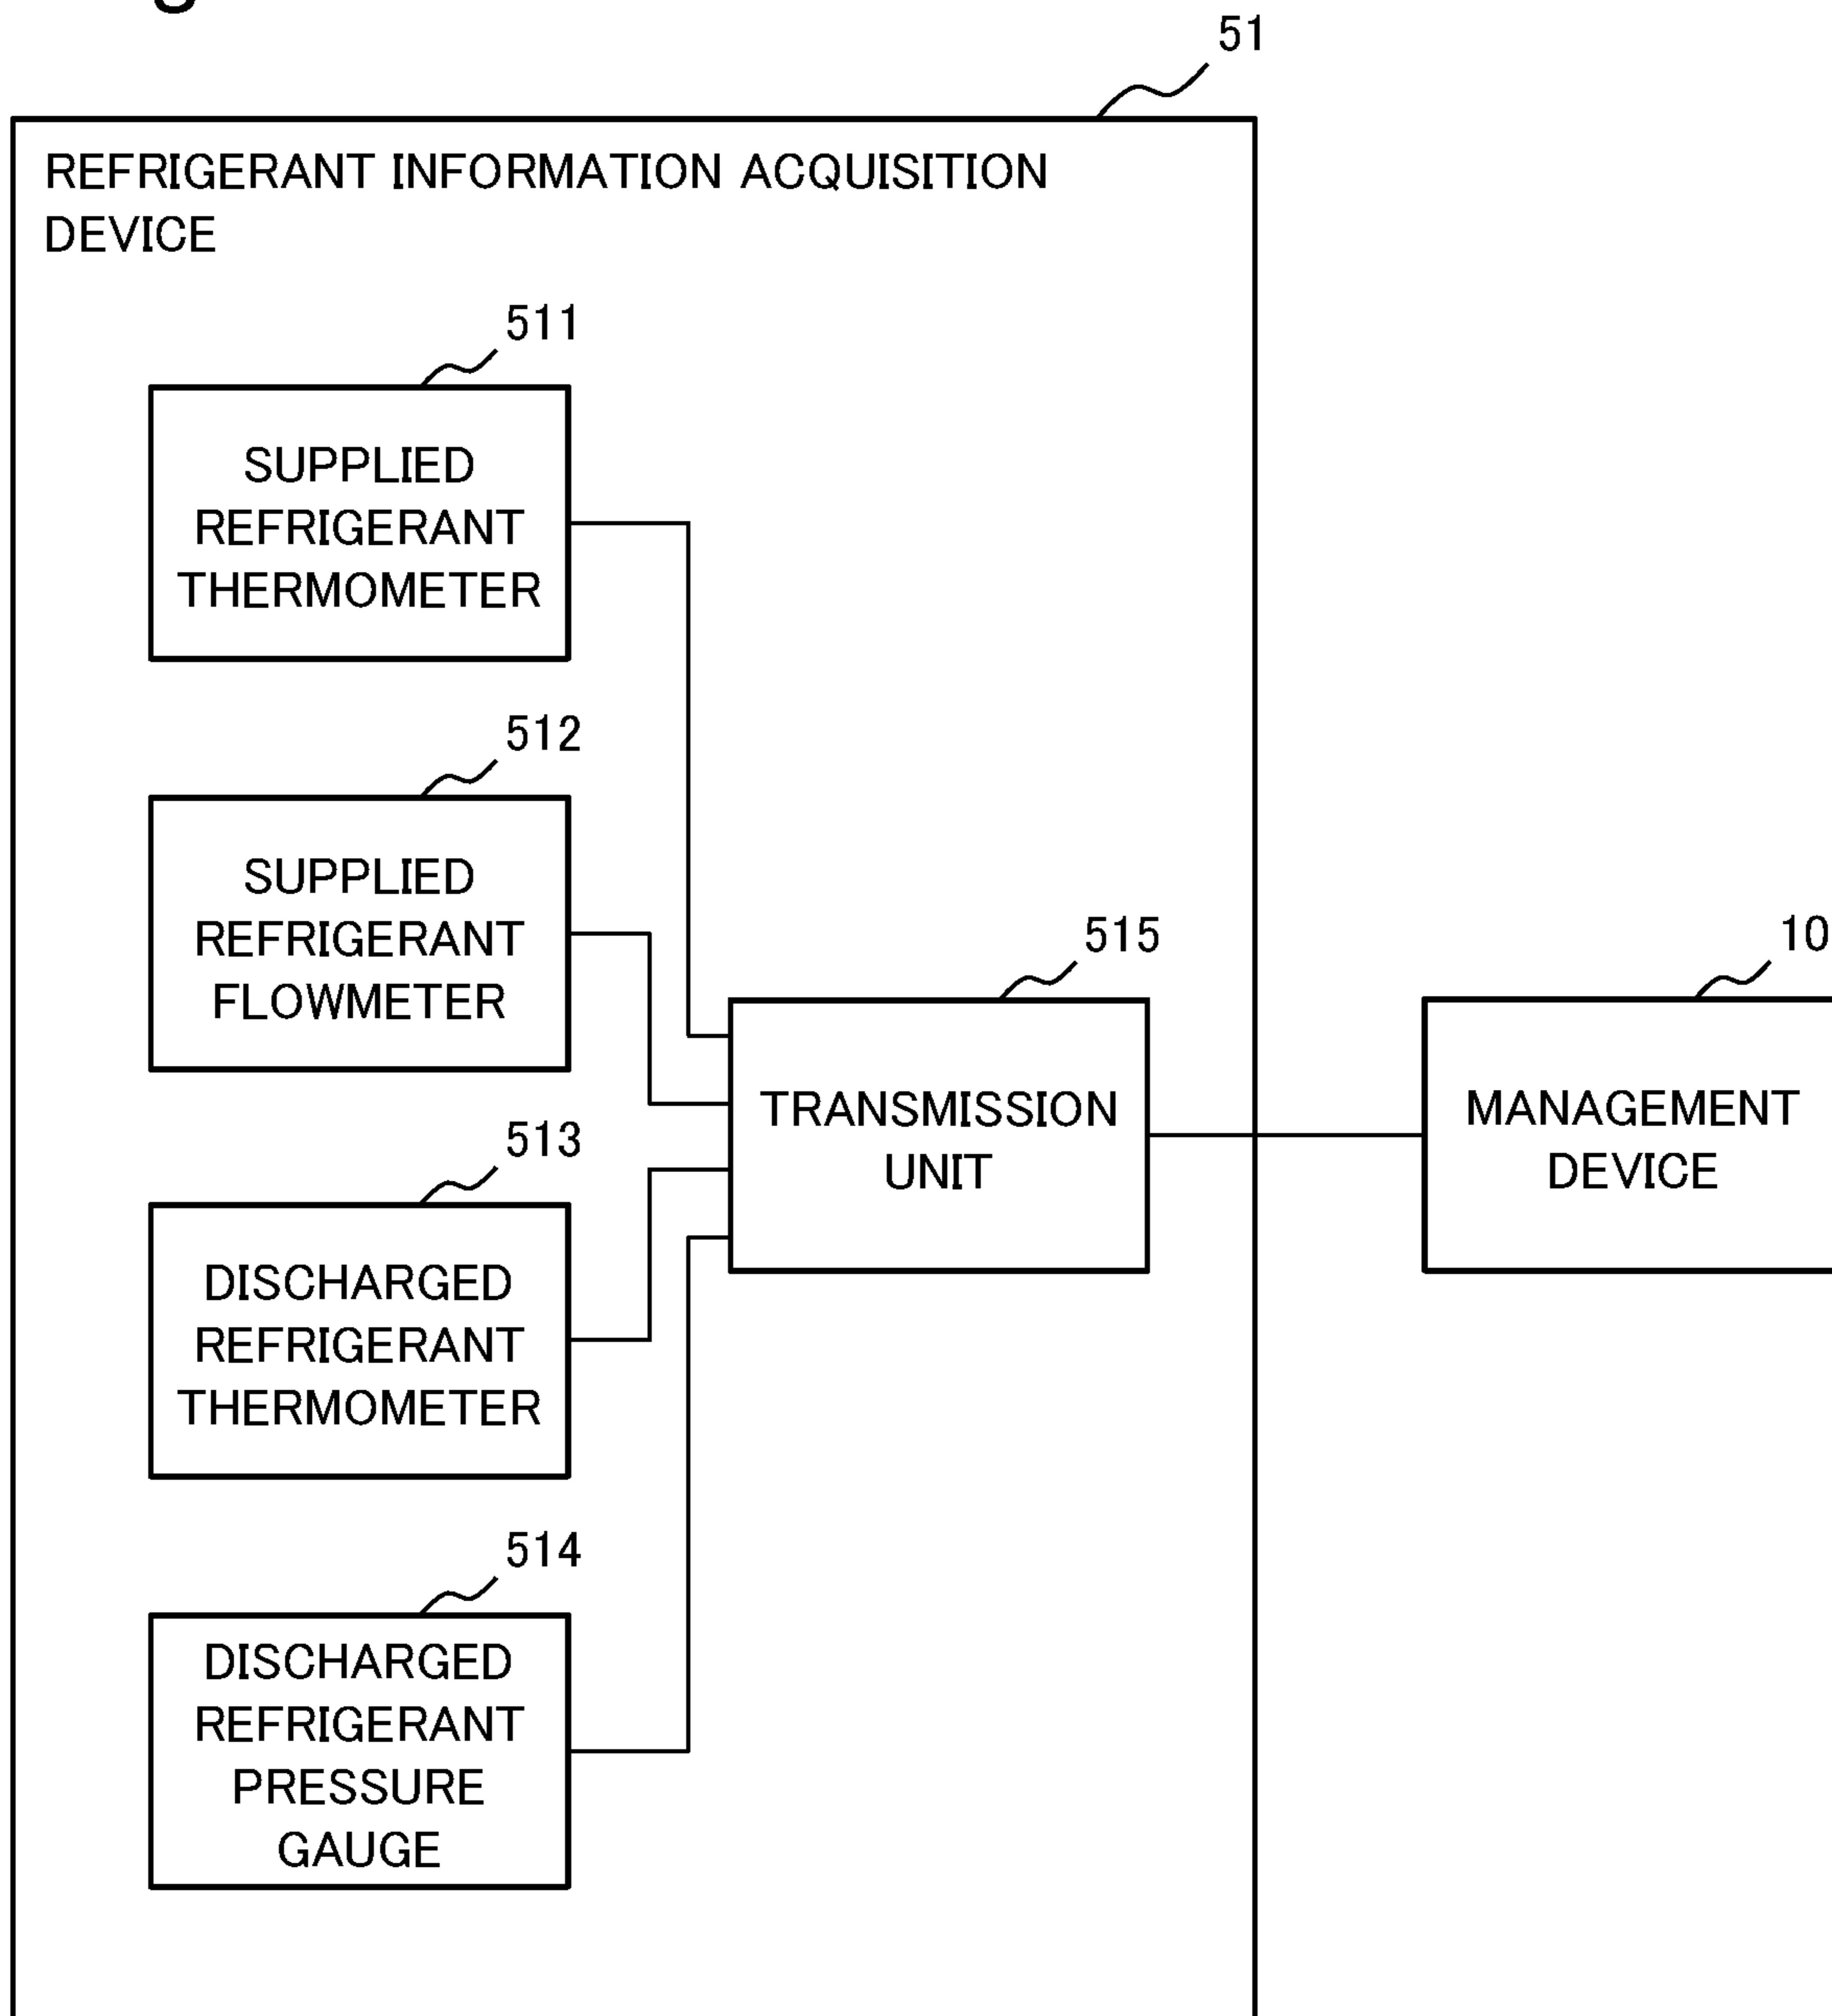 51
REFRIGERANT INFORMATION ACQUISITION
DEVICE
511
SUPPLIED
REFRIGERANT
THERMOMETER
512
SUPPLIED
REFRIGERANT
FLOWMETER
515
10
TRANSMISSION
UNIT
MANAGEMENT
DEVICE
513
DISCHARGED
REFRIGERANT
THERMOMETER
514
DISCHARGED
REFRIGERANT
PRESSURE
GAUGE